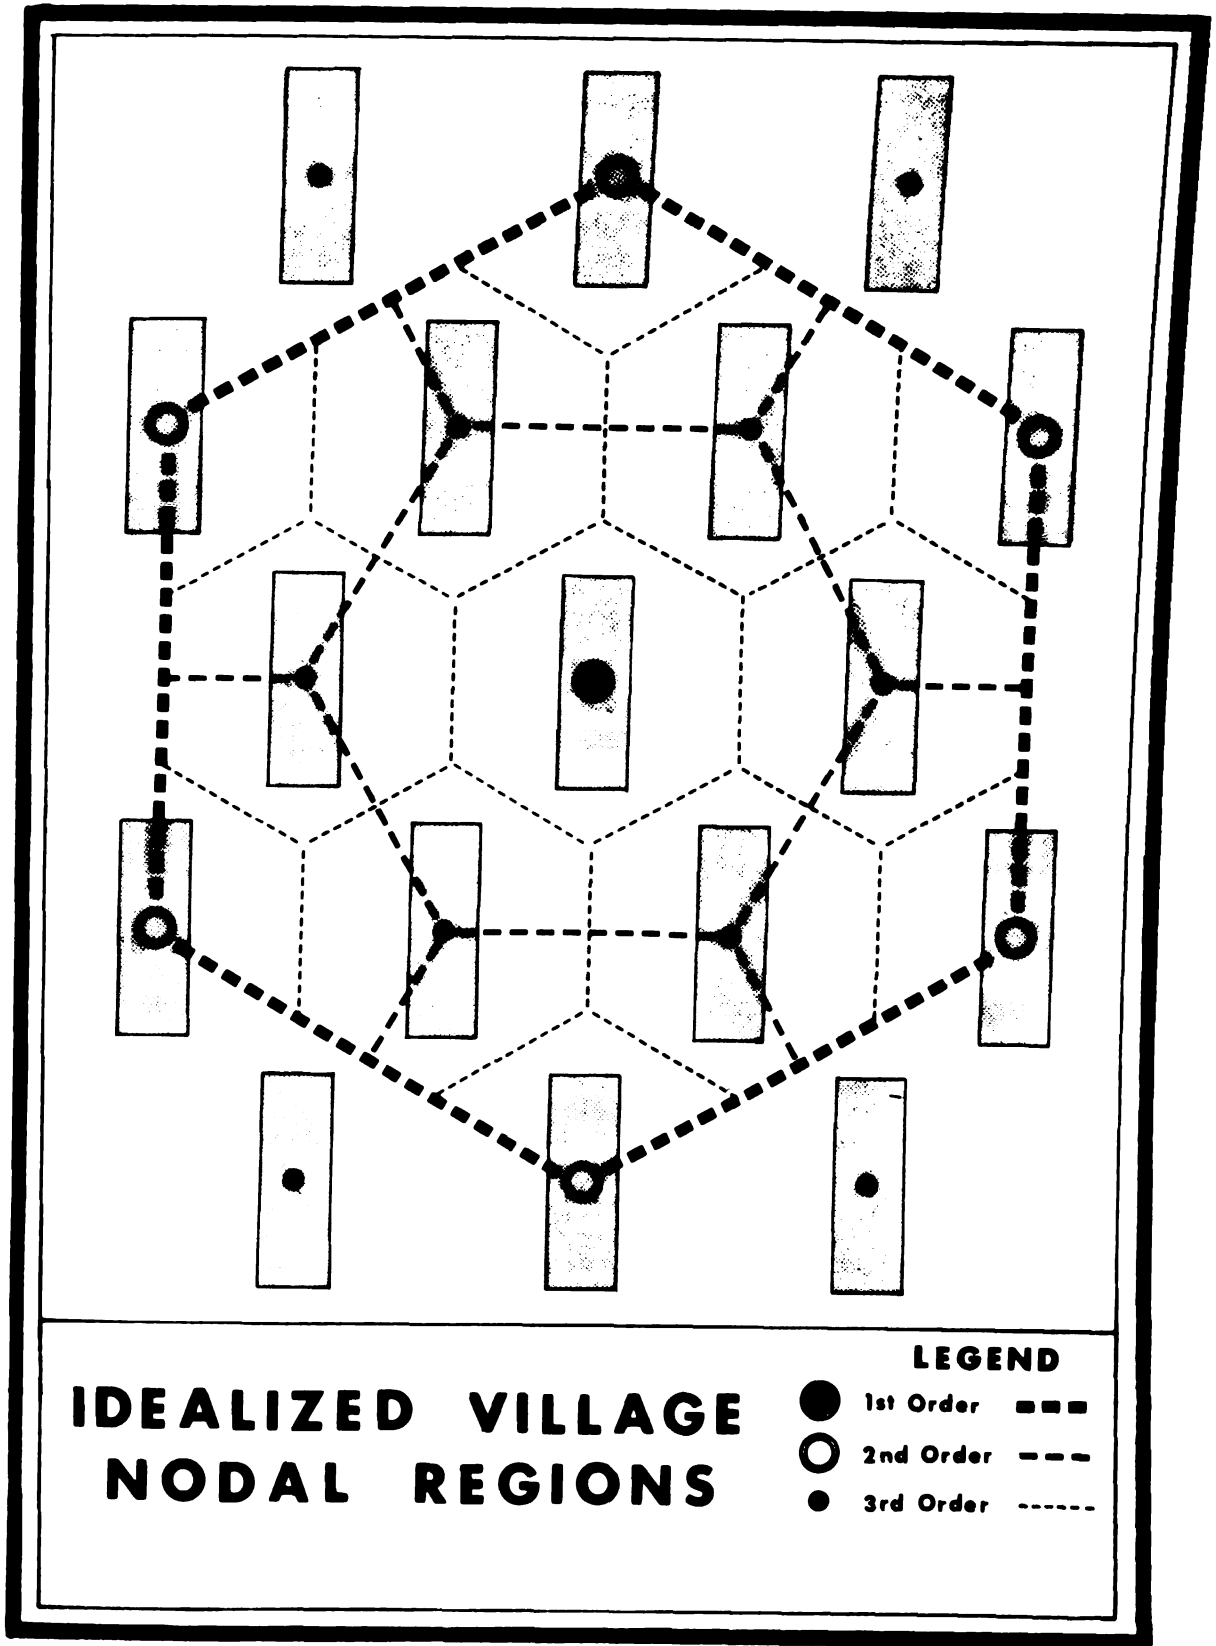 IDEALIZED VILLAGE
NODAL REGIONS
LEGEND
1st Order
2nd Order
3rd Order